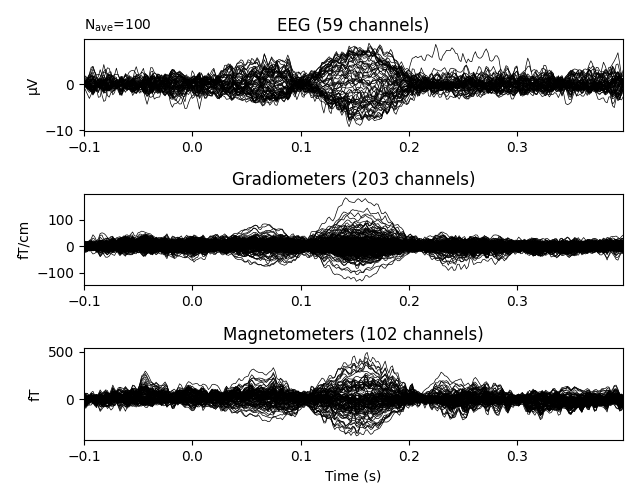 N_ave=100
EEG (59 channels)
µV
0
−10
−0.1 0.0 0.1 0.2 0.3
Gradiometers (203 channels)
fT/cm
100
0
−100
−0.1 0.0 0.1 0.2 0.3
Magnetometers (102 channels)
fT
500
0
−0.1 0.0 0.1 0.2 0.3
Time (s)